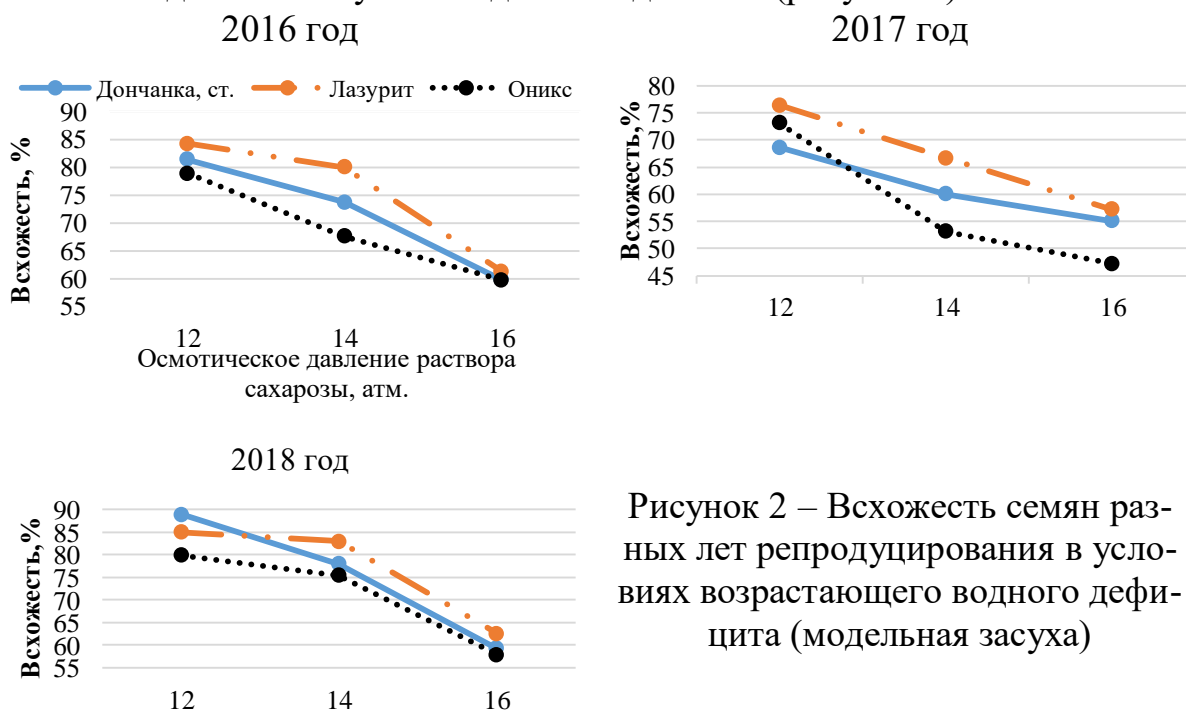 2016 год
Дончанка, ст. Лазурит Оникс
Всхожесть, %
90
85
80
75
70
65
60
55
12 14 16
Осмотическое давление раствора
сахарозы, атм.
2017 год
Всхожесть,%
80
75
70
65
60
55
50
45
12 14 16
2018 год
Всхожесть,%
90
85
80
75
70
65
60
55
12 14 16
Рисунок 2 – Всхожесть семян раз-
ных лет репродуцирования в усло-
виях возрастающего водного дефи-
цита (модельная засуха)